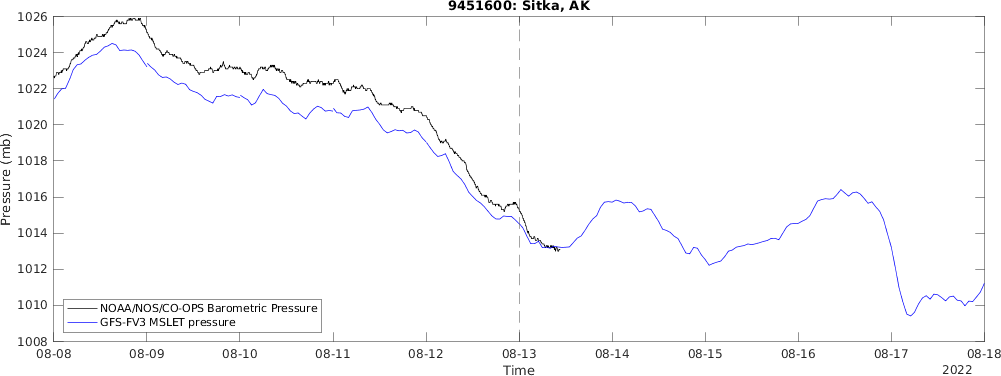 9451600: Sitka, AK
Pressure (mb)
1026
1024
1022
1020
1018
1016
1014
1012
1010
1008
NOAA/NOS/CO-OPS Barometric Pressure
GFS-FV3 MSLET pressure
08-08 08-09 08-10 08-11 08-12 08-13 08-14 08-15 08-16 08-17 08-18
Time
2022